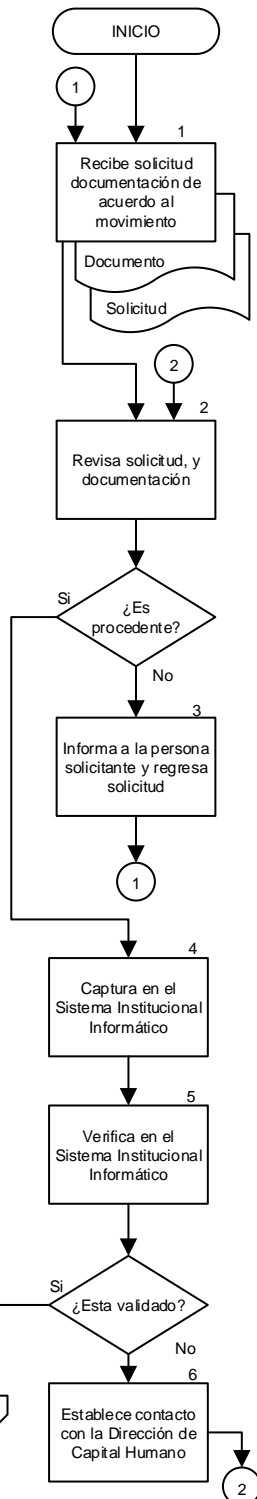 INICIO
1
1
Recibe solicitud
documentación de
acuerdo al
movimiento
Documento
Solicitud
2
2
Revisa solicitud, y
documentación
Si
¿Es
procedente?
No
3
Informa a la persona
solicitante y regresa
solicitud
1
4
Captura en el
Sistema Institucional
Informático
5
Verifica en el
Sistema Institucional
Informático
Si
¿Esta validado?
No
6
Establece contacto
con la Dirección de
Capital Humano
2